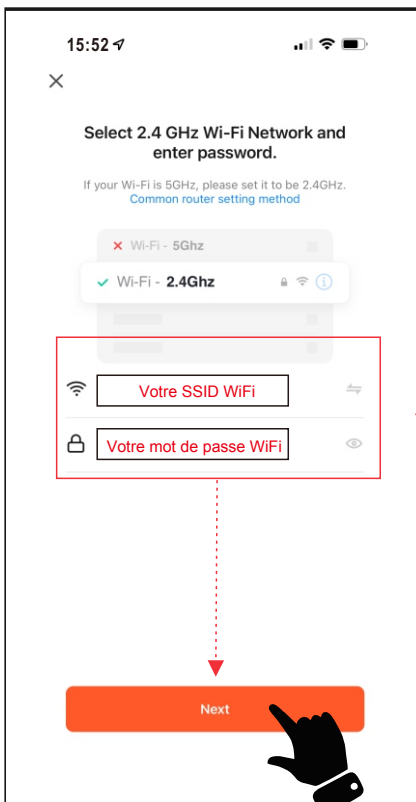 15:52
Select 2.4 GHz Wi-Fi Network and
enter password.
If your Wi-Fi is 5GHz, please set it to be 2.4GHz.
Common router setting method
Wi-Fi - 5Ghz
Wi-Fi - 2.4Ghz
Votre SSID WiFi
Votre mot de passe WiFi
Next